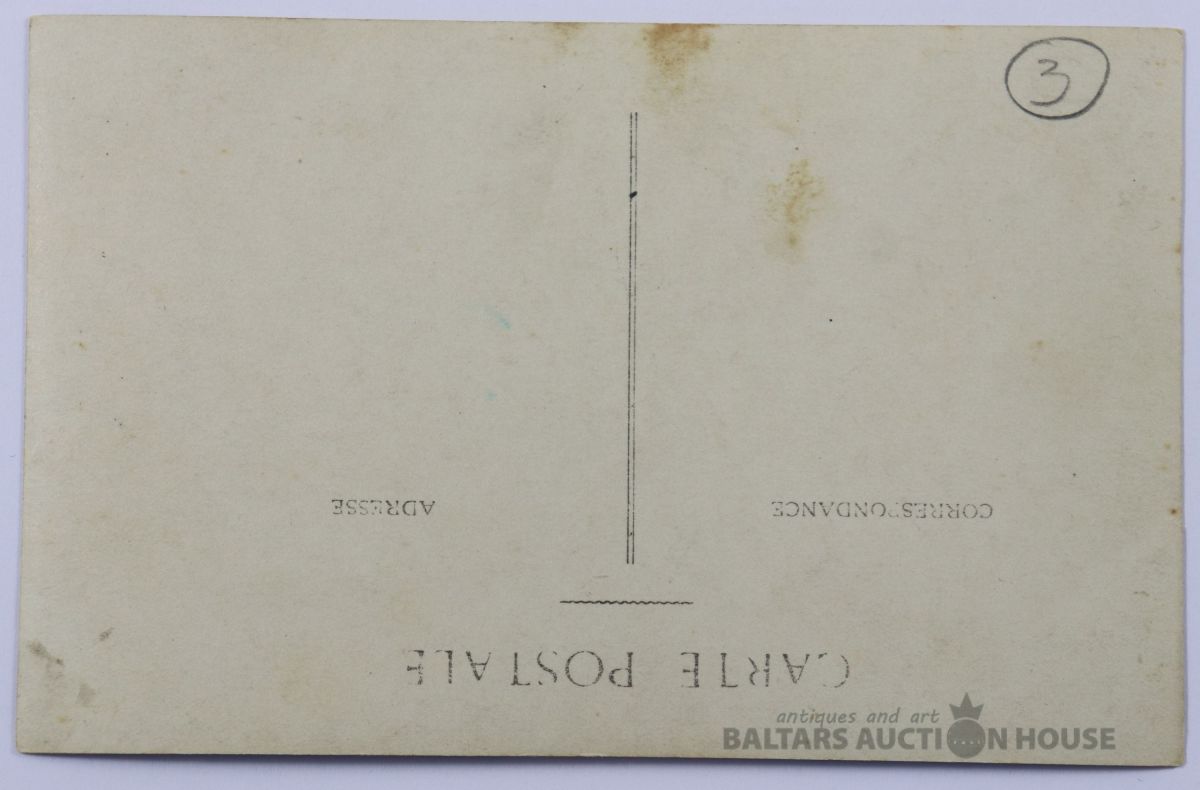 3
CARTE POSTALE
CORRESPONDANCE
ADRESSE
antiques and art
BALTARS AUCTION HOUSE